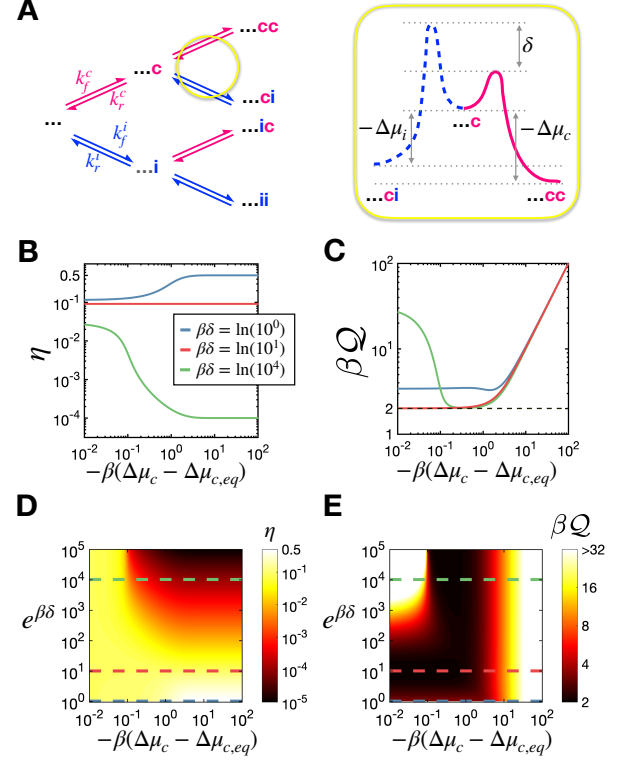 A
...cc
...c
k_f^c
k_r^c
...ci
...
...ic
k_f^i
k_r^i
...i
...ii
δ
−Δμ_i
...c
−Δμ_c
...ci
...cc
B
0.5
10^-1
10^-2
10^-3
10^-4
η
βδ = ln(10^0)
βδ = ln(10^1)
βδ = ln(10^4)
10^-2 10^-1 10^0 10^1 10^2
−β(Δμ_c − Δμ_{c,eq})
C
10^2
10^1
2
β𝒬
10^-2 10^-1 10^0 10^1 10^2
−β(Δμ_c − Δμ_{c,eq})
D
η
10^5
10^4
10^3
10^2
10^1
10^0
e^{βδ}
0.5
10^-1
10^-2
10^-3
10^-4
10^-5
10^-2 10^-1 10^0 10^1 10^2
−β(Δμ_c − Δμ_{c,eq})
E
β𝒬
10^5
10^4
10^3
10^2
10^1
10^0
e^{βδ}
>32
16
8
4
2
10^-2 10^-1 10^0 10^1 10^2
−β(Δμ_c − Δμ_{c,eq})